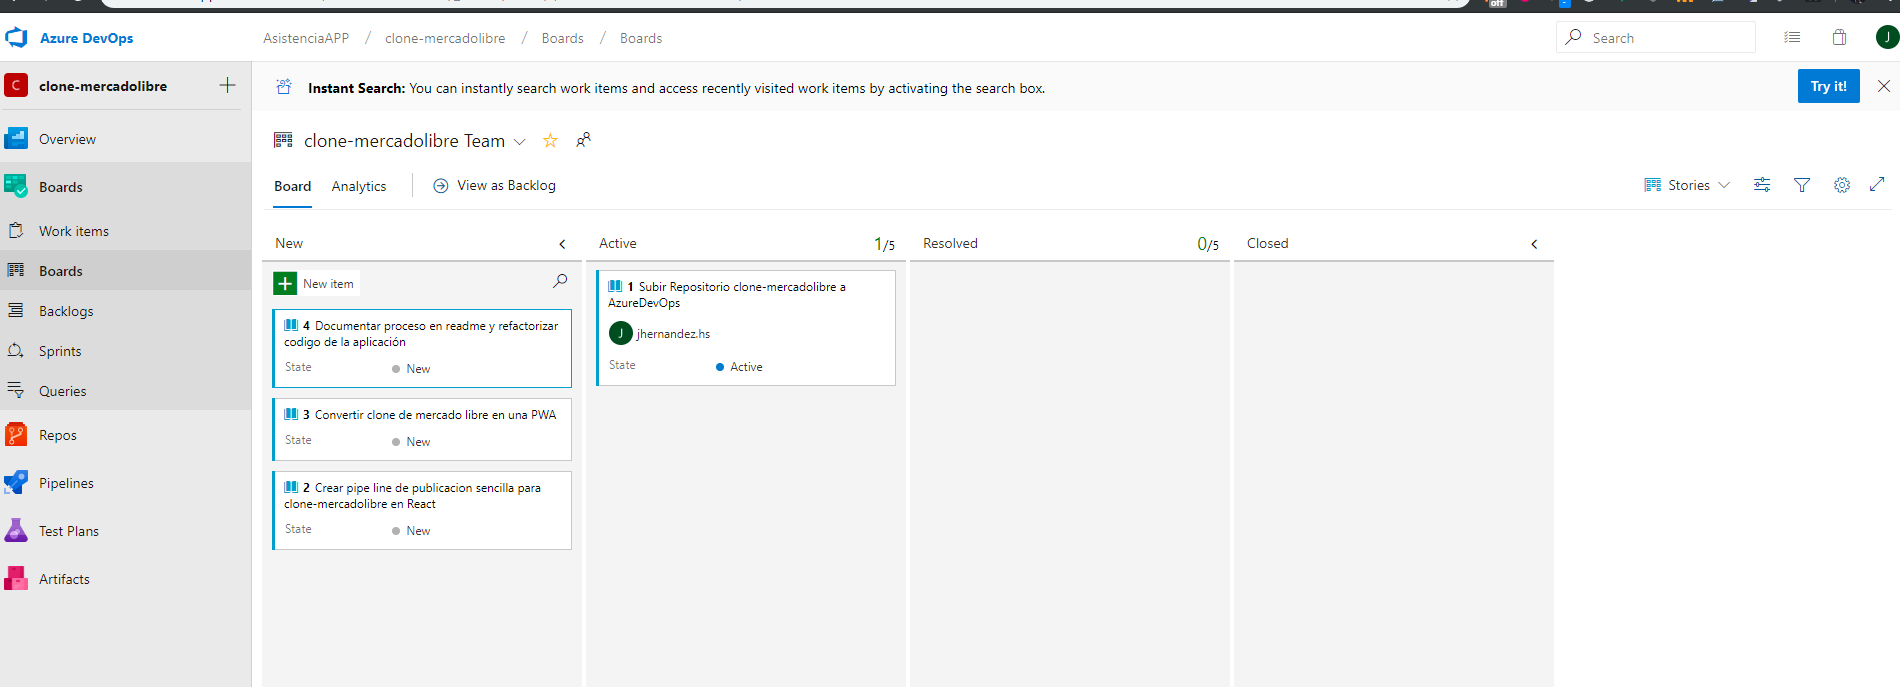 off
Azure DevOps
AsistenciaAPP / clone-mercadolibre / Boards / Boards
Search
J
C clone-mercadolibre
Instant Search: You can instantly search work items and access recently visited work items by activating the search box.
Try it!
Overview
Boards
Work items
Boards
Backlogs
Sprints
Queries
Repos
Pipelines
Test Plans
Artifacts
clone-mercadolibre Team
Board Analytics View as Backlog
Stories
New
New item
4 Documentar proceso en readme y refactorizar
codigo de la aplicación
State New
3 Convertir clone de mercado libre en una PWA
State New
2 Crear pipe line de publicacion sencilla para
clone-mercadolibre en React
State New
Active 1/5
1 Subir Repositorio clone-mercadolibre a
AzureDevOps
J jhernandez.hs
State Active
Resolved 0/5
Closed